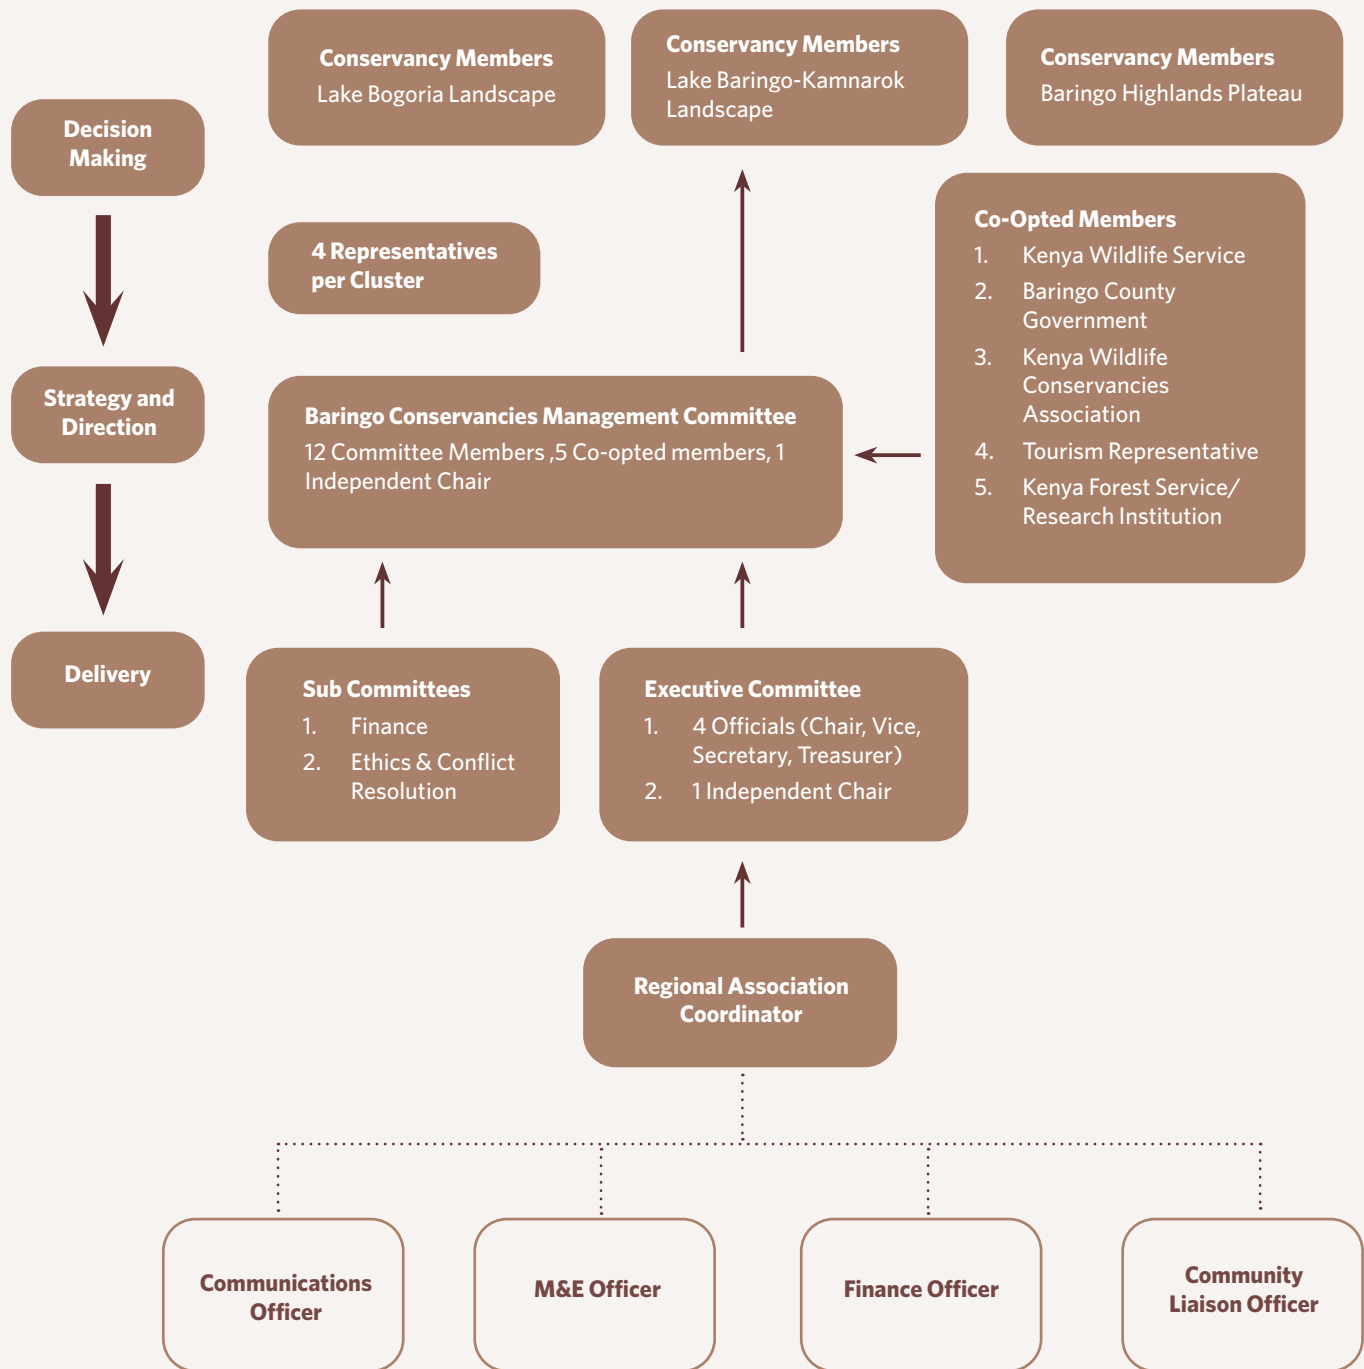 Conservancy Members
Lake Bogoria Landscape
Conservancy Members
Lake Baringo-Kamnarok
Landscape
Conservancy Members
Baringo Highlands Plateau
Decision
Making
4 Representatives
per Cluster
Co-Opted Members
1. Kenya Wildlife Service
2. Baringo County
Government
3. Kenya Wildlife
Conservancies
Association
4. Tourism Representative
5. Kenya Forest Service/
Research Institution
Strategy and
Direction
Baringo Conservancies Management Committee
12 Committee Members ,5 Co-opted members, 1
Independent Chair
Delivery
Sub Committees
1. Finance
2. Ethics & Conflict
Resolution
Executive Committee
1. 4 Officials (Chair, Vice,
Secretary, Treasurer)
2. 1 Independent Chair
Regional Association
Coordinator
Communications
Officer
M&E Officer
Finance Officer
Community
Liaison Officer